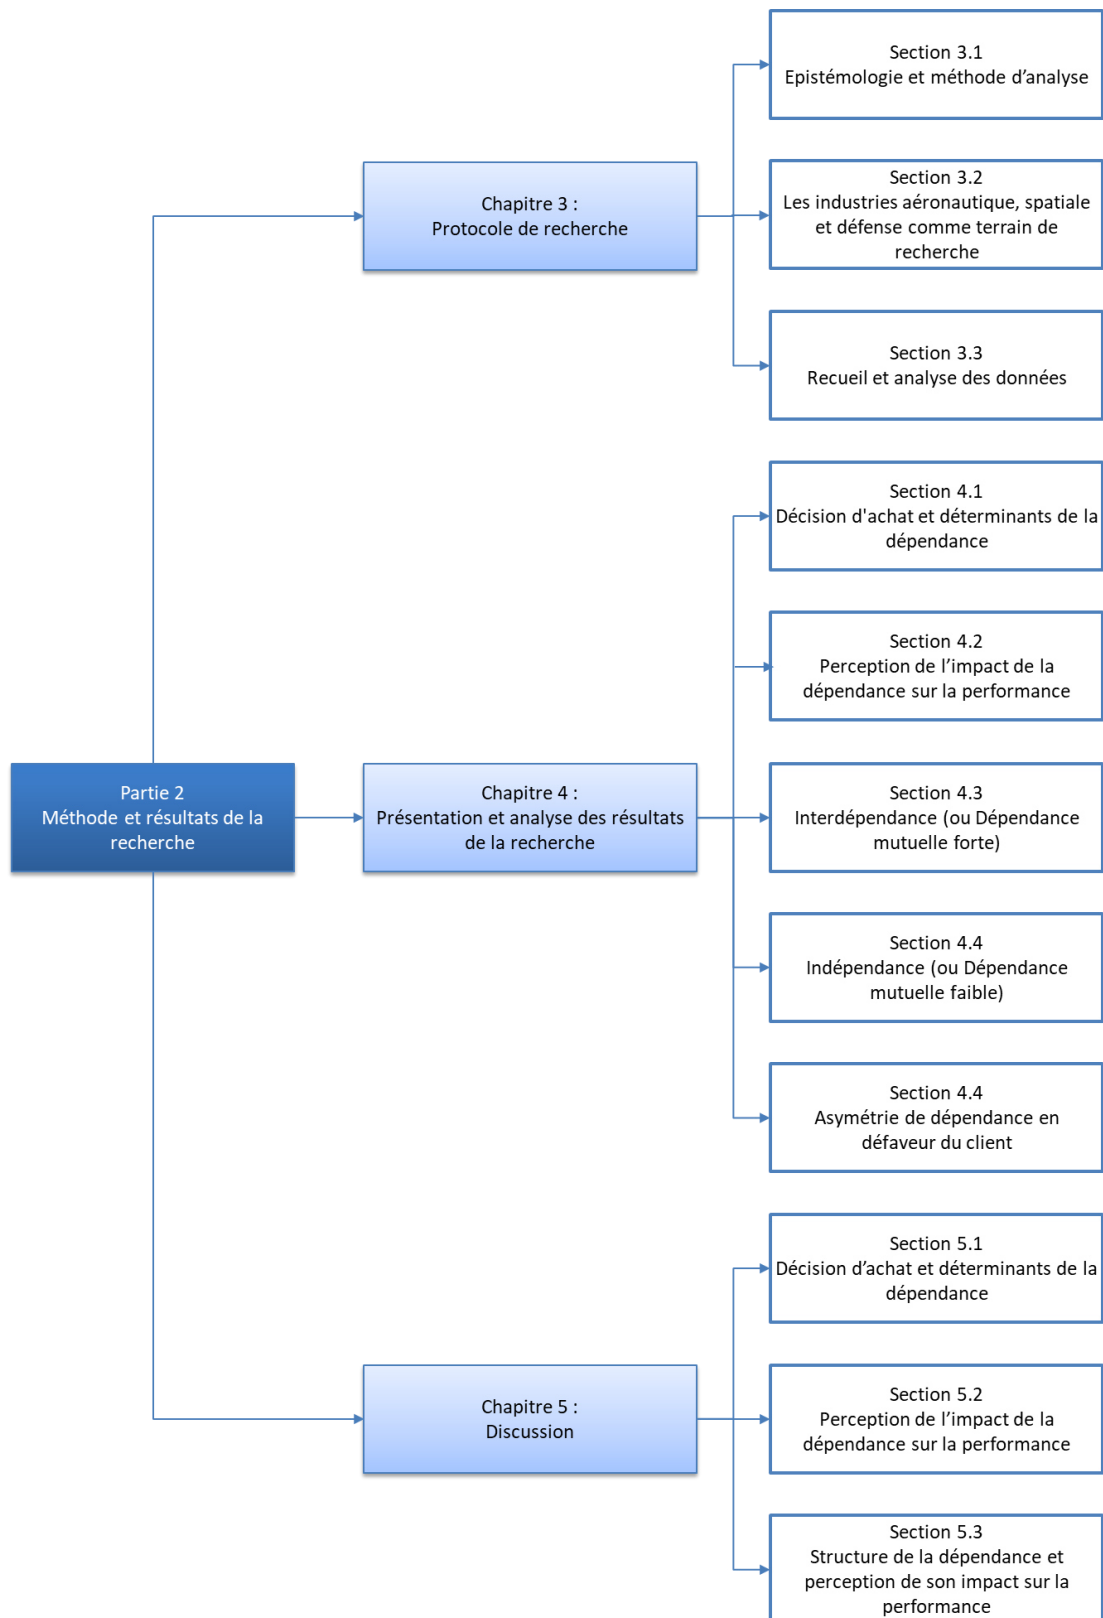 Section 3.1
Epistémologie et méthode d’analyse
Chapitre 3 :
Protocole de recherche
Section 3.2
Les industries aéronautique, spatiale
et défense comme terrain de
recherche
Section 3.3
Recueil et analyse des données
Section 4.1
Décision d'achat et déterminants de la
dépendance
Section 4.2
Perception de l’impact de la
dépendance sur la performance
Partie 2
Méthode et résultats de la
recherche
Chapitre 4 :
Présentation et analyse des résultats
de la recherche
Section 4.3
Interdépendance (ou Dépendance
mutuelle forte)
Section 4.4
Indépendance (ou Dépendance
mutuelle faible)
Section 4.4
Asymétrie de dépendance en
défaveur du client
Section 5.1
Décision d’achat et déterminants de la
dépendance
Chapitre 5 :
Discussion
Section 5.2
Perception de l’impact de la
dépendance sur la performance
Section 5.3
Structure de la dépendance et
perception de son impact sur la
performance